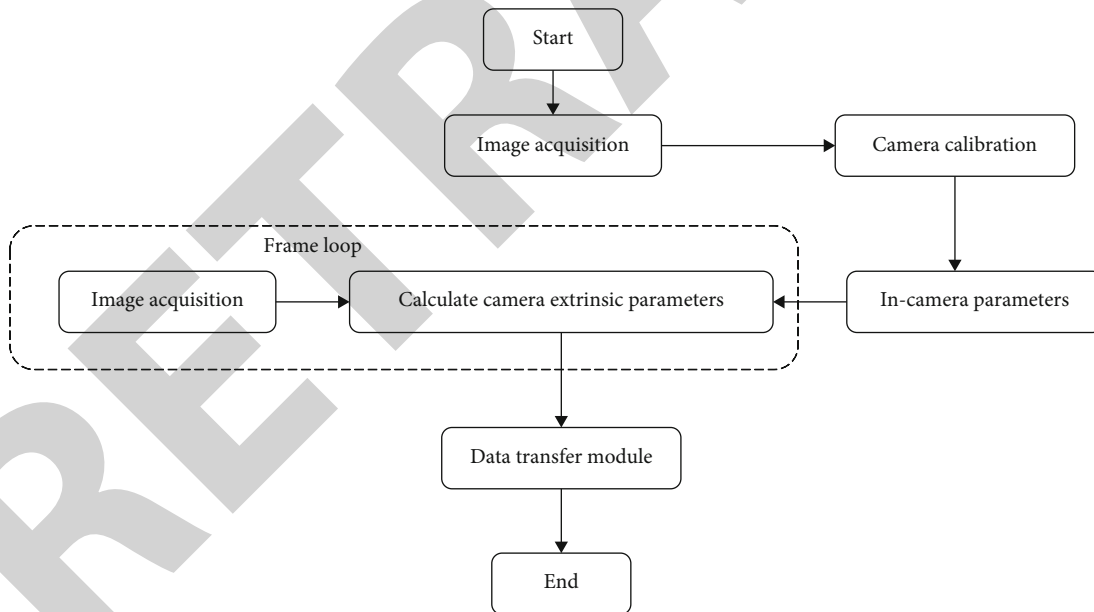 Start
Image acquisition
Camera calibration
Frame loop
Image acquisition
Calculate camera extrinsic parameters
In-camera parameters
Data transfer module
End
RETRA